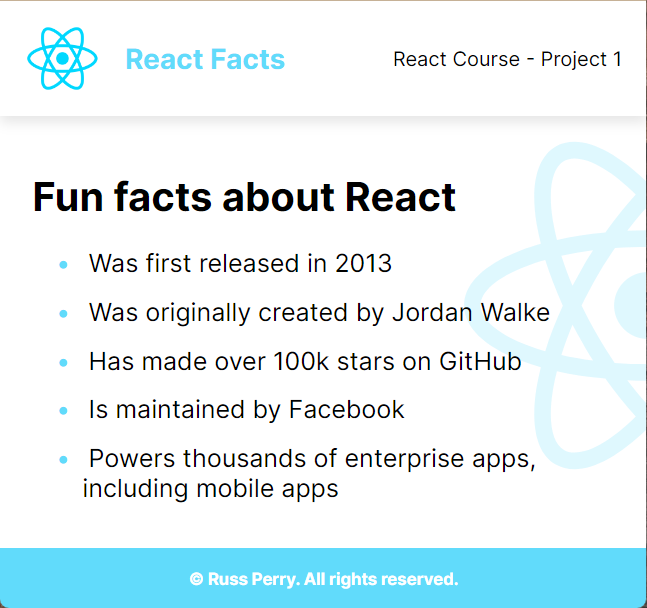 React Facts
React Course - Project 1
Fun facts about React
Was first released in 2013
Was originally created by Jordan Walke
Has made over 100k stars on GitHub
Is maintained by Facebook
Powers thousands of enterprise apps,
including mobile apps
© Russ Perry. All rights reserved.